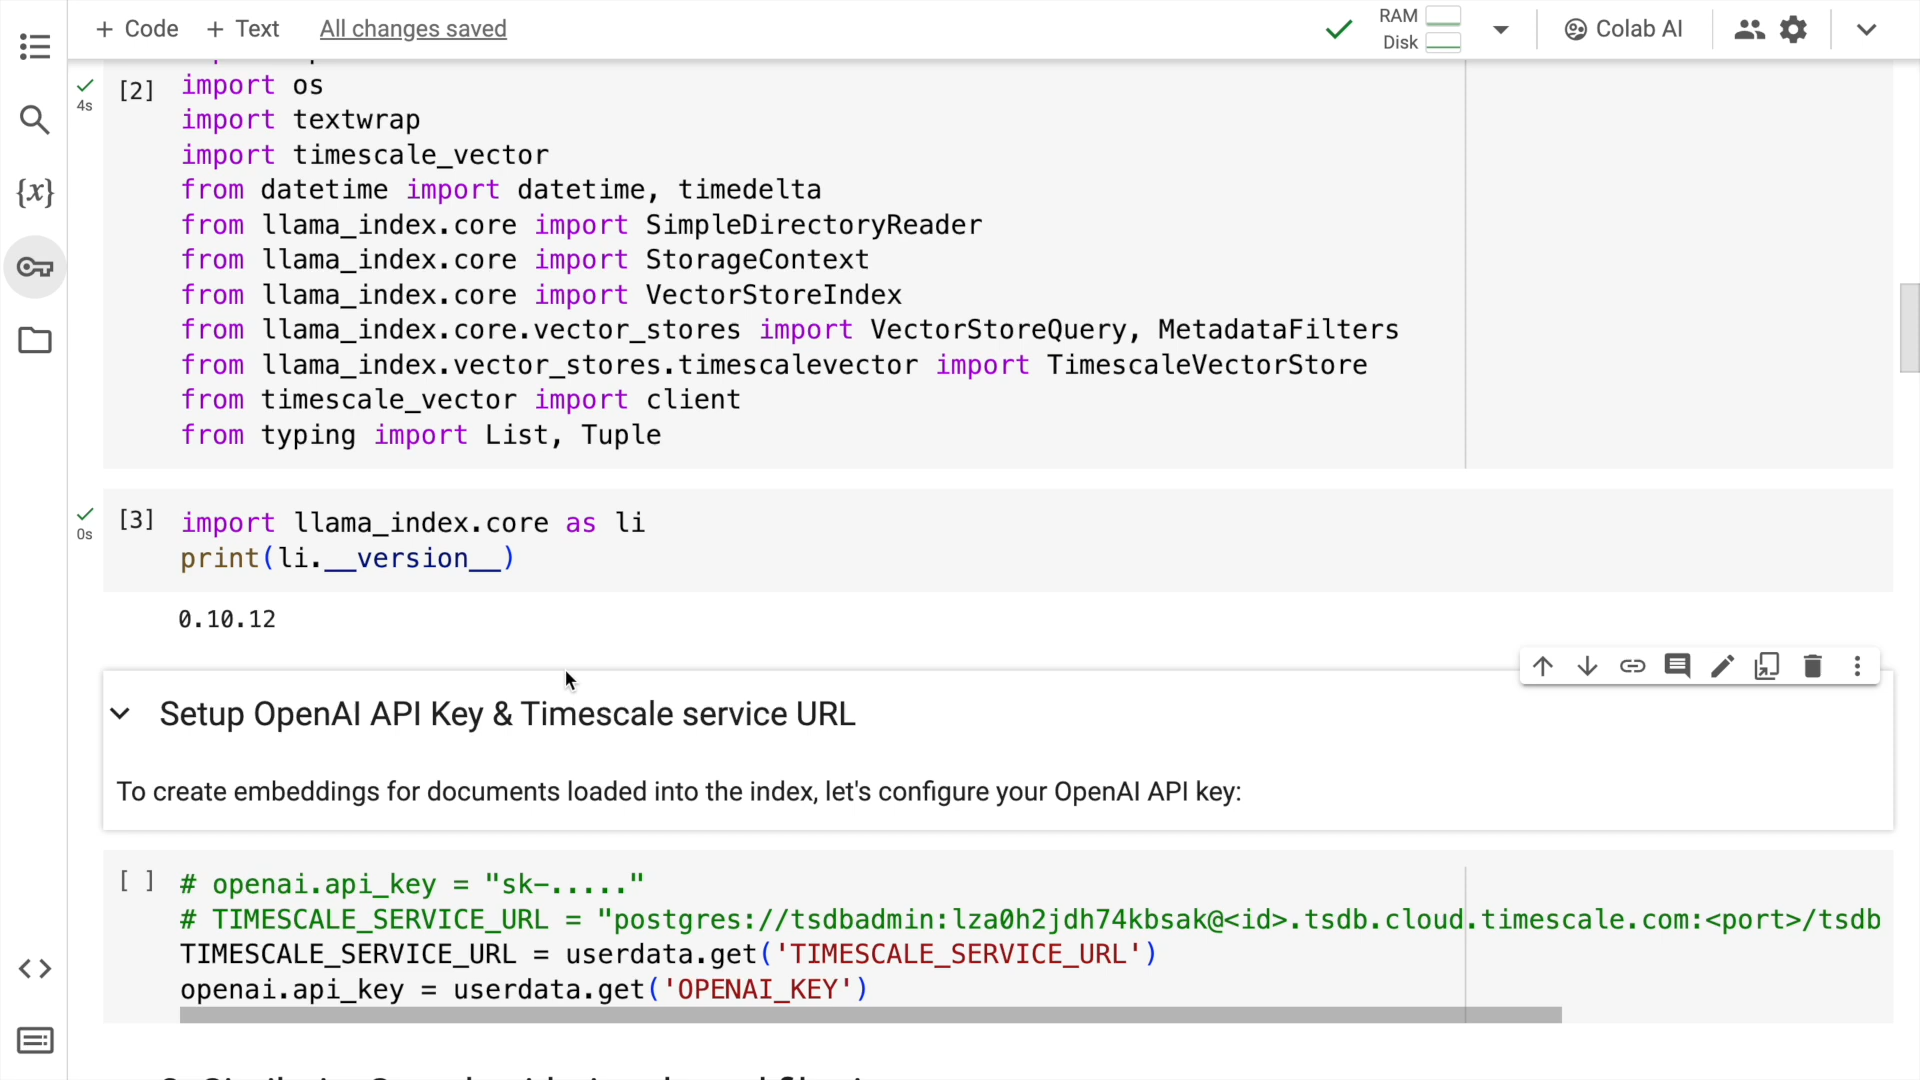 + Code + Text All changes saved RAM Disk Colab AI
[2] import os
4s
import textwrap
import timescale_vector
from datetime import datetime, timedelta
from llama_index.core import SimpleDirectoryReader
from llama_index.core import StorageContext
from llama_index.core import VectorStoreIndex
from llama_index.core.vector_stores import VectorStoreQuery, MetadataFilters
from llama_index.vector_stores.timescalevector import TimescaleVectorStore
from timescale_vector import client
from typing import List, Tuple
[3] import llama_index.core as li
0s
print(li.__version__)
0.10.12
Setup OpenAI API Key & Timescale service URL
To create embeddings for documents loaded into the index, let's configure your OpenAI API key:
[ ] # openai.api_key = "sk-....."
# TIMESCALE_SERVICE_URL = "postgres://tsdbadmin:lza0h2jdh74kbsak@<id>.tsdb.cloud.timescale.com:<port>/tsdb
TIMESCALE_SERVICE_URL = userdata.get('TIMESCALE_SERVICE_URL')
openai.api_key = userdata.get('OPENAI_KEY')